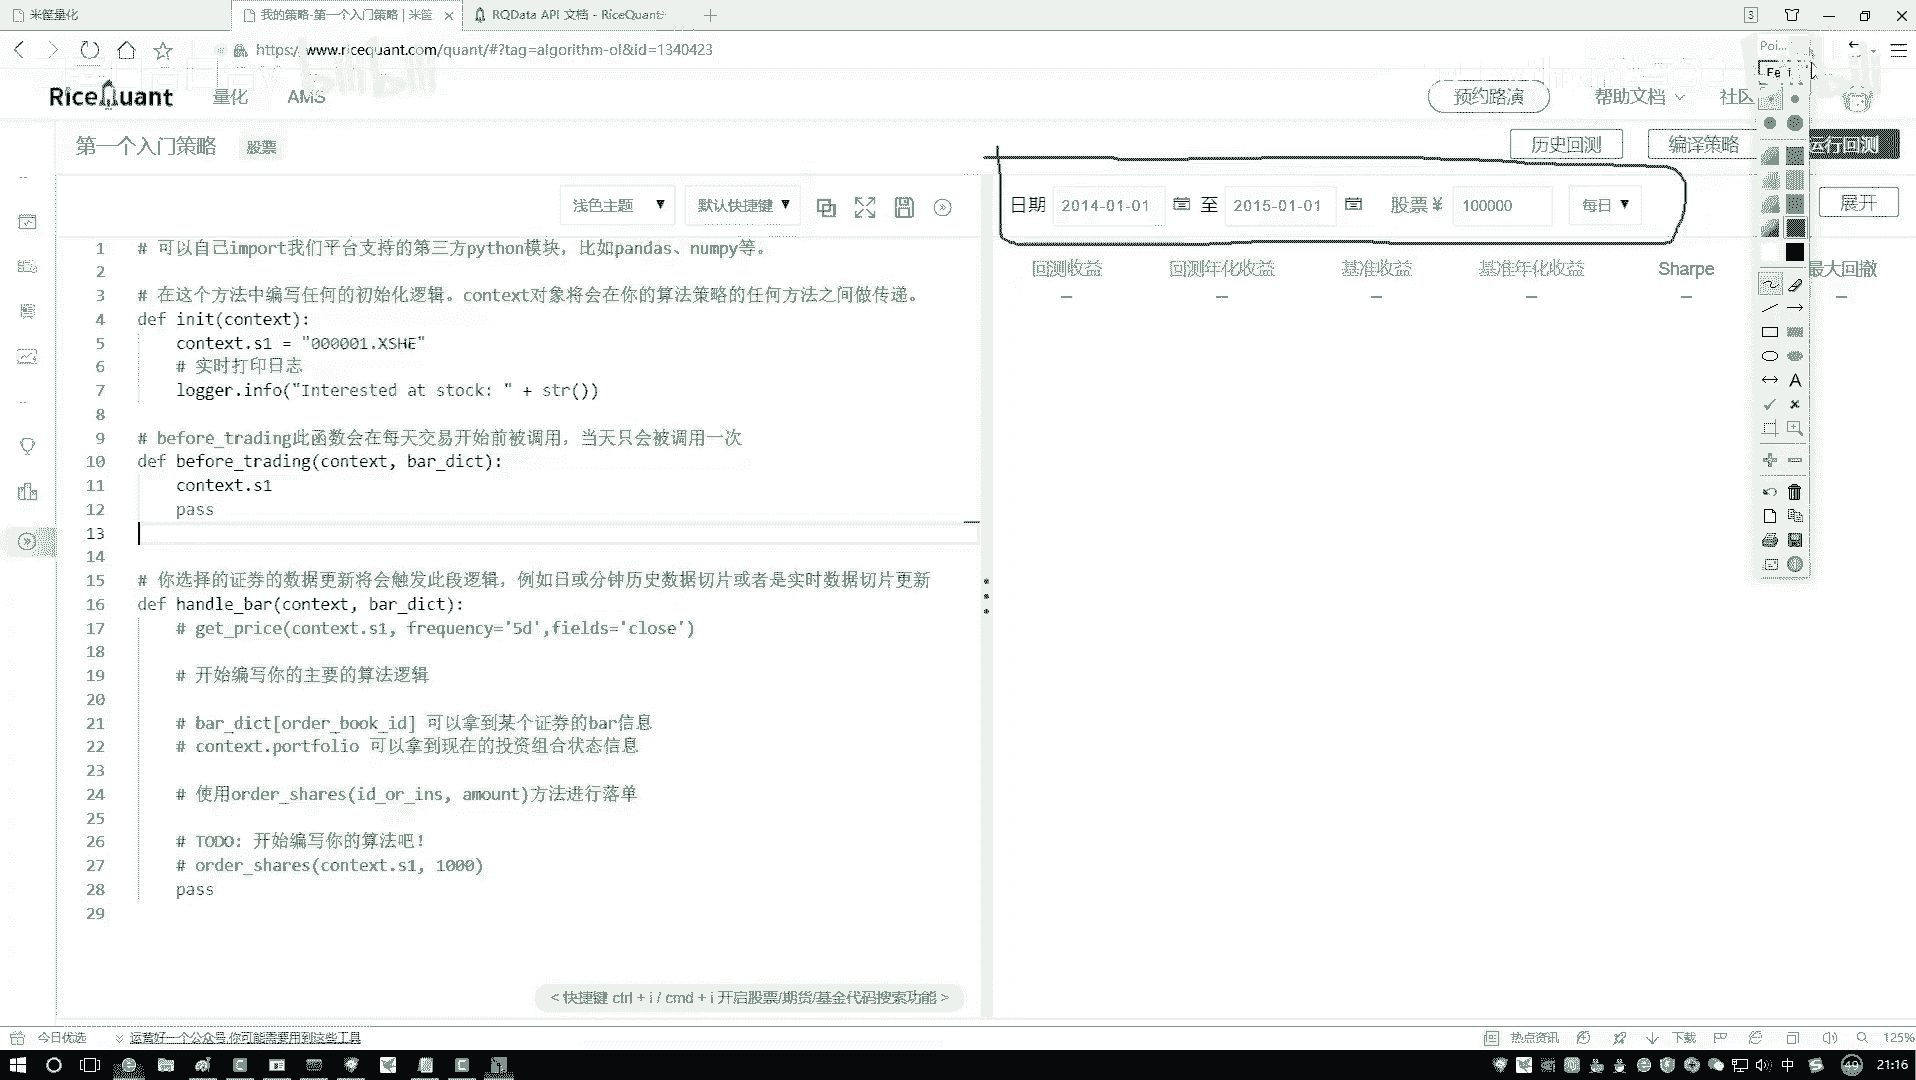 米筐量化
我的策略-第一个入门策略 | 米筐
RQData API 文档 - RiceQuant
https://www.ricequant.com/quant/#?tag=algorithm-ol&id=1340423
Poi...
RiceQuant
量化
AMS
预约路演
帮助文档
社区
第一个入门策略
股票
历史回测
编译策略
运行回测
浅色主题
默认快捷键
日期
2014-01-01
至
2015-01-01
股票¥
100000
每日
展开
回测收益
回测年化收益
基准收益
基准年化收益
Sharpe
最大回撤
1 # 可以自己import我们平台支持的第三方python模块，比如pandas、numpy等。
2
3 # 在这个方法中编写任何的初始化逻辑。context对象将会在你的算法策略的任何方法之间做传递。
4 def init(context):
5 context.s1 = "000001.XSHE"
6 # 实时打印日志
7 logger.info("Interested at stock: " + str())
8
9 # before_trading此函数会在每天交易开始前被调用，当天只会被调用一次
10 def before_trading(context, bar_dict):
11 context.s1
12 pass
13
14
15 # 你选择的证券的数据更新将会触发此段逻辑，例如日或分钟历史数据切片或者是实时数据切片更新
16 def handle_bar(context, bar_dict):
17 # get_price(context.s1, frequency='5d',fields='close')
18
19 # 开始编写你的主要的算法逻辑
20
21 # bar_dict[order_book_id] 可以拿到某个证券的bar信息
22 # context.portfolio 可以拿到现在的投资组合状态信息
23
24 # 使用order_shares(id_or_ins, amount)方法进行落单
25
26 # TODO: 开始编写你的算法吧！
27 # order_shares(context.s1, 1000)
28 pass
29
< 快捷键 ctrl + i / cmd + i 开启股票/期货/基金代码搜索功能 >
今日优选
运营好一个公众号,你可能需要用到这些工具
热点资讯
下载
125%
中
49
21:16